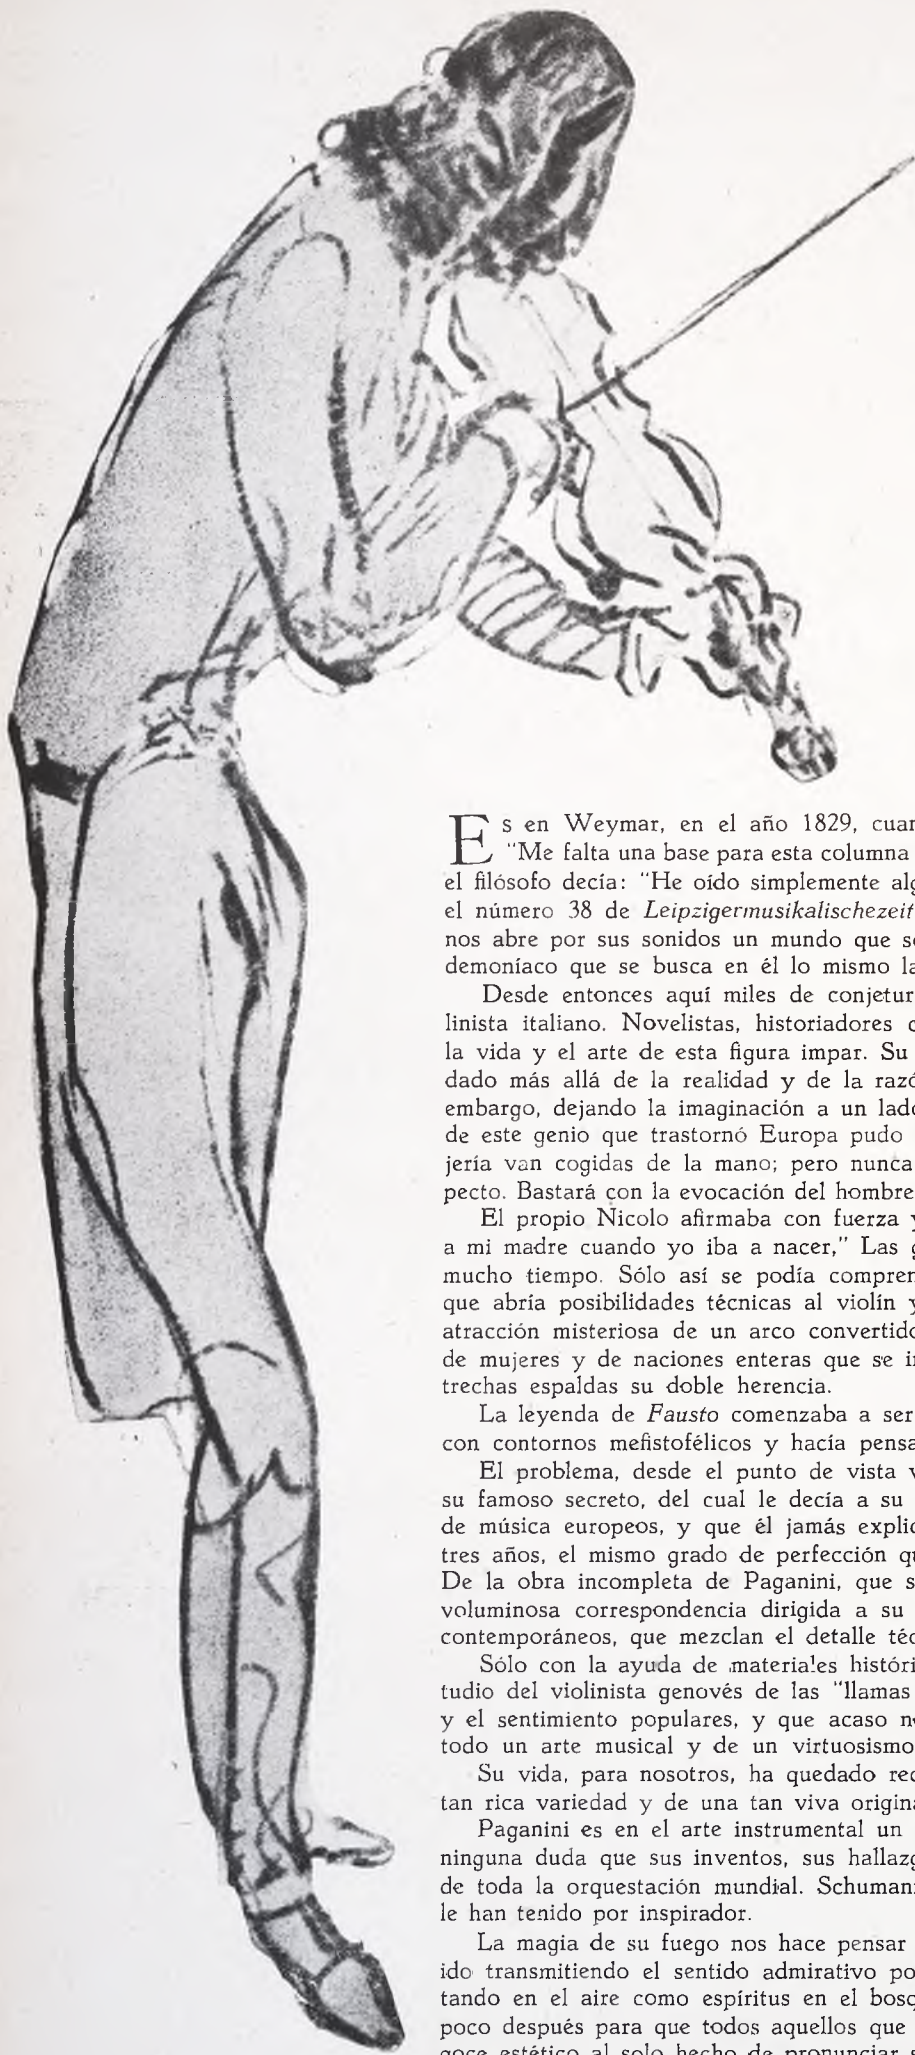 Es en Weymar, en el año 1829, cuan
"Me falta una base para esta columna
el filósofo decía: "He oído simplemente alg
el número 38 de Leipzigermusikalischezeit
nos abre por sus sonidos un mundo que s
demoníaco que se busca en él lo mismo la
Desde entonces aquí miles de conjetur
linista italiano. Novelistas, historiadores
la vida y el arte de esta figura impar. Su
dado más allá de la realidad y de la razó
embargo, dejando la imaginación a un lado
de este genio que trastornó Europa pudo
jería van cogidas de la mano; pero nunca
pecto. Bastará con la evocación del hombre
El propio Nicolo afirmaba con fuerza y
a mi madre cuando yo iba a nacer," Las
mucho tiempo. Sólo así se podía compren
que abría posibilidades técnicas al violín y
atracción misteriosa de un arco convertido
de mujeres y de naciones enteras que se in
trechas espaldas su doble herencia.
La leyenda de Fausto comenzaba a ser
con contornos mefistofélicos y hacía pensa
El problema, desde el punto de vista v
su famoso secreto, del cual le decía a su
de música europeos, y que él jamás explic
tres años, el mismo grado de perfección qu
De la obra incompleta de Paganini, que s
voluminosa correspondencia dirigida a su
contemporáneos, que mezclan el detalle téc
Sólo con la ayuda de materiales históri
tudio del violinista genovés de las "llamas
y el sentimiento populares, y que acaso n
todo un arte musical y de un virtuosismo
Su vida, para nosotros, ha quedado red
tan rica variedad y de una tan viva origina
Paganini es en el arte instrumental un
ninguna duda que sus inventos, sus hallazg
de toda la orquestación mundial. Schuman
le han tenido por inspirador.
La magia de su fuego nos hace pensar
ido transmitiendo el sentido admirativo po
tando en el aire como espíritus en el bosq
poco después para que todos aquellos que
goce estético al solo hecho de pronunciar s